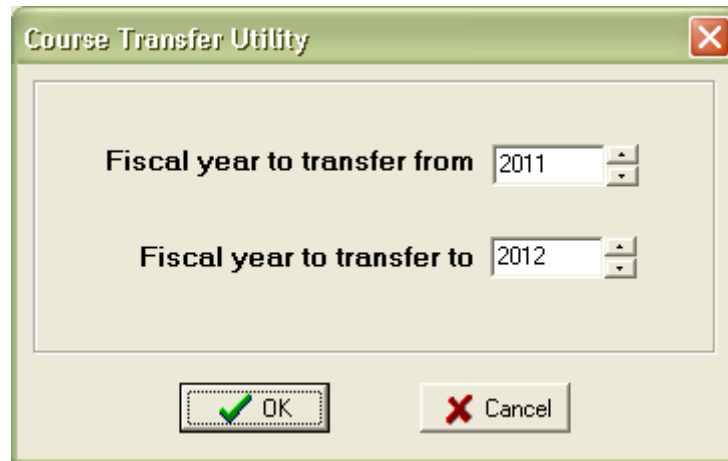 Course Transfer Utility
Fiscal year to transfer from 2011
Fiscal year to transfer to 2012
OK Cancel